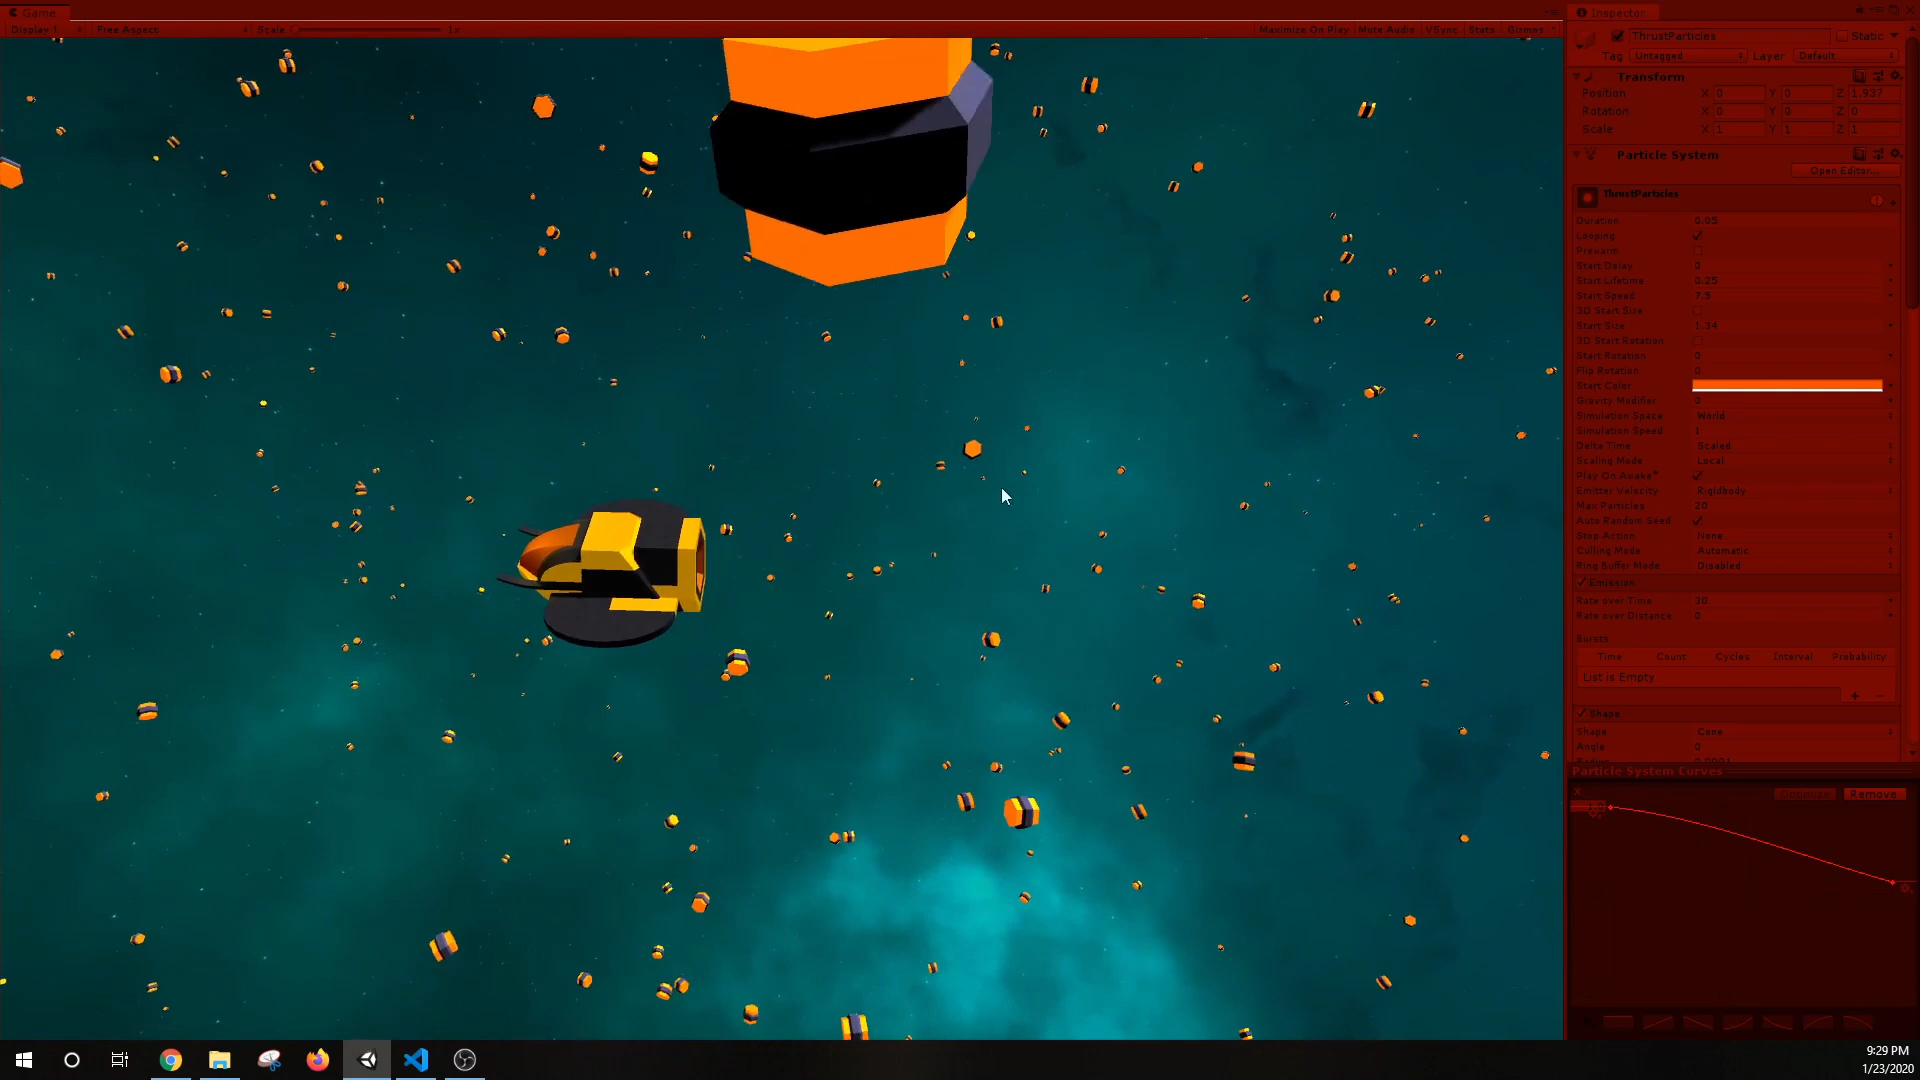 Game
Display 1 Free Aspect Scale 1x Maximize On Play Mute Audio VSync Stats Gizmos
Inspector
ThrustParticles Static
Tag Untagged Layer Default
Transform
Position X 0 Y 0 Z 1.937
Rotation X 0 Y 0 Z 0
Scale X 1 Y 1 Z 1
Particle System
Open Editor...
ThrustParticles
Duration 0.05
Looping
Prewarm
Start Delay 0
Start Lifetime 0.25
Start Speed 7.5
3D Start Size
Start Size 1.34
3D Start Rotation
Start Rotation 0
Flip Rotation 0
Start Color
Gravity Modifier 0
Simulation Space World
Simulation Speed 1
Delta Time Scaled
Scaling Mode Local
Play On Awake*
Emitter Velocity Rigidbody
Max Particles 20
Auto Random Seed
Stop Action None
Culling Mode Automatic
Ring Buffer Mode Disabled
Emission
Rate over Time 30
Rate over Distance 0
Bursts
Time Count Cycles Interval Probability
List is Empty
Shape
Shape Cone
Angle 0
Particle System Curves
Optimize Remove
9:29 PM
1/23/2020